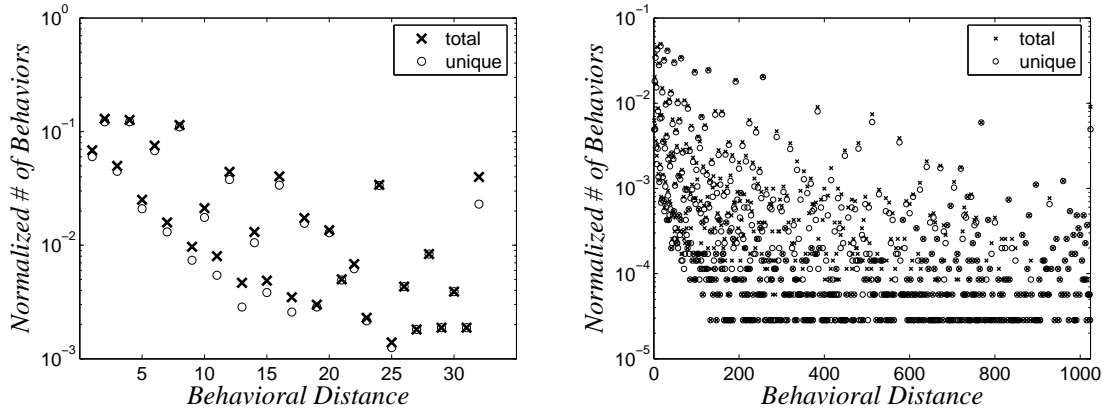 Normalized # of Behaviors
10^0
10^-1
10^-2
10^-3
total
unique
5
10
15
20
25
30
Behavioral Distance
Normalized # of Behaviors
10^-1
10^-2
10^-3
10^-4
10^-5
total
unique
0
200
400
600
800
1000
Behavioral Distance